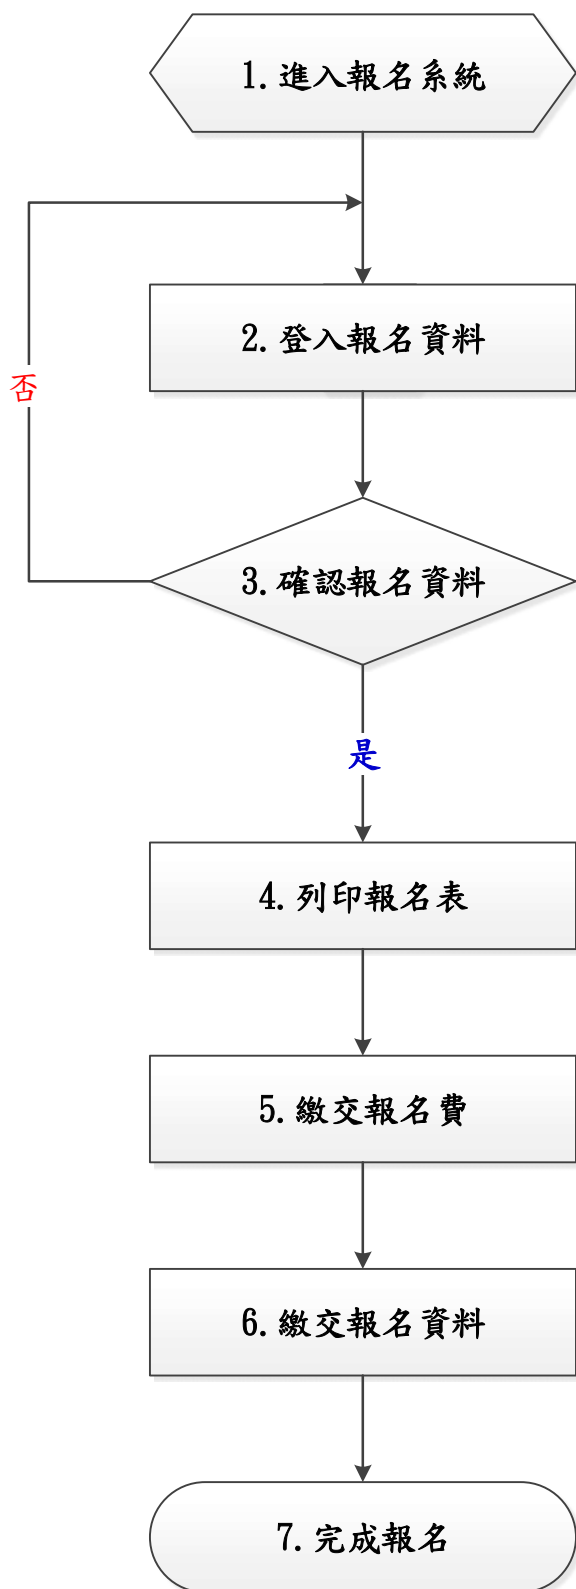 1. 進入報名系統
2. 登入報名資料
否
3. 確認報名資料
是
4. 列印報名表
5. 繳交報名費
6. 繳交報名資料
7. 完成報名